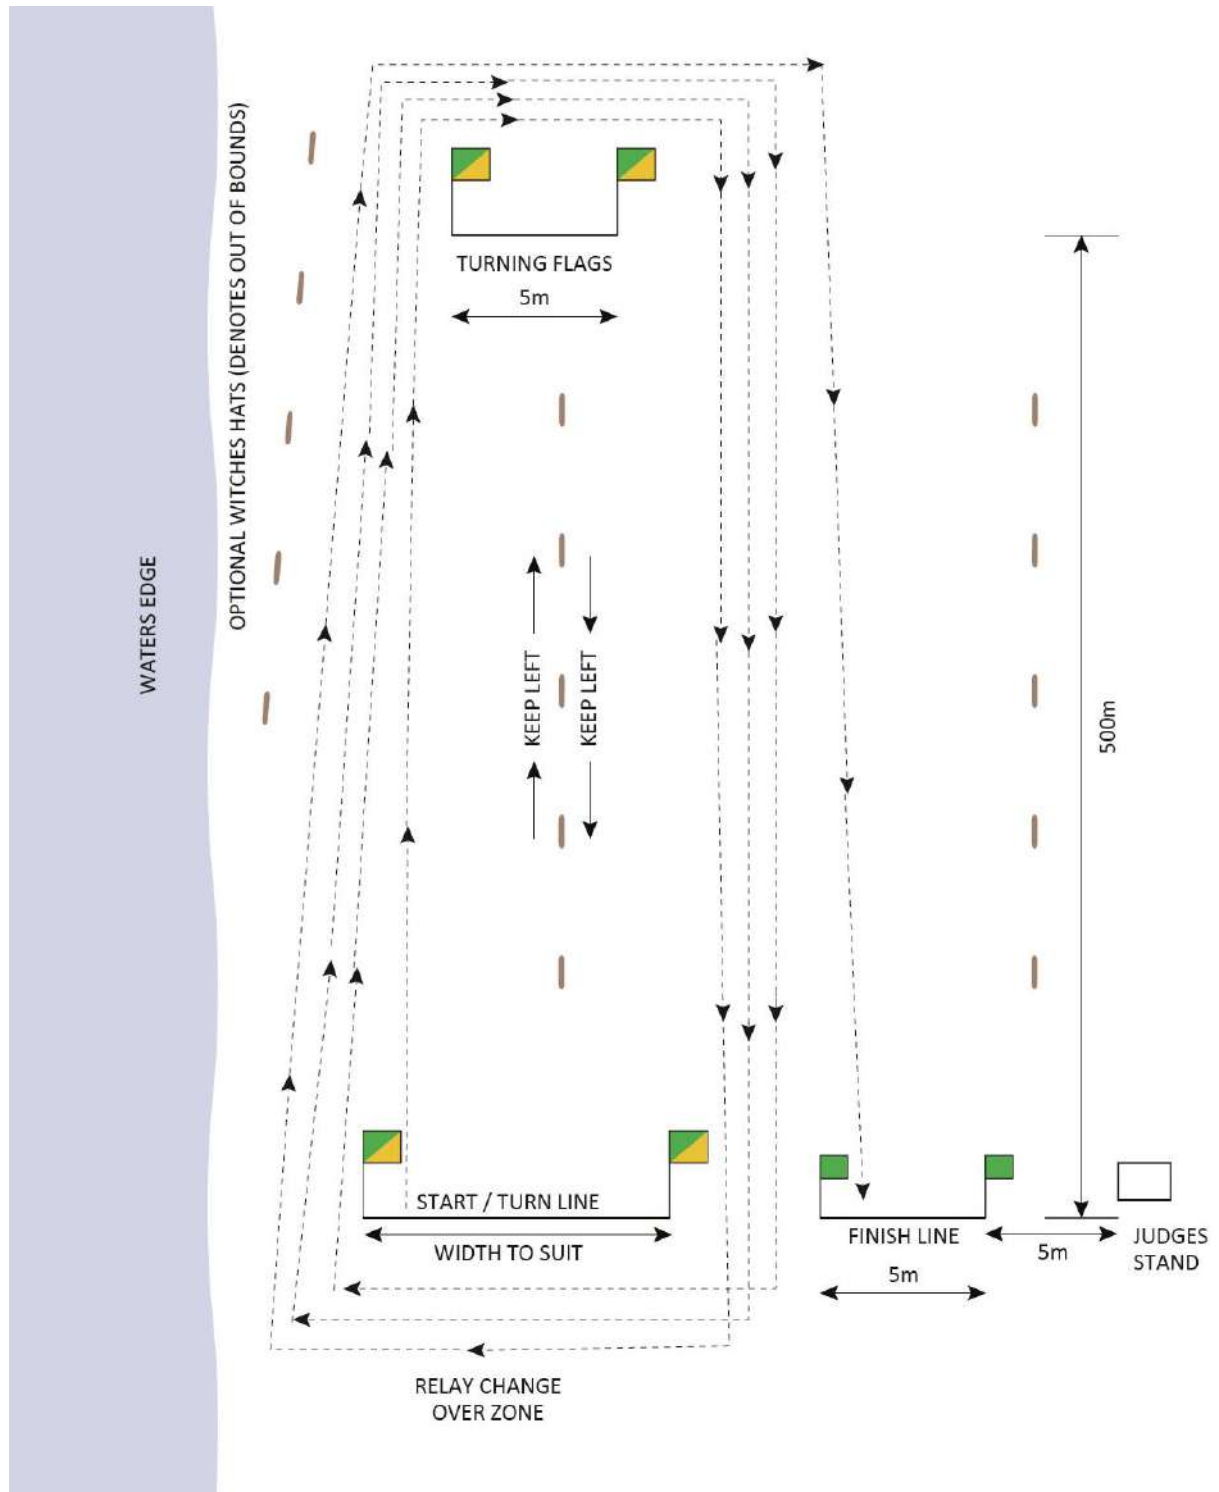 OPTIONAL WITCHES HATS (DENOTES OUT OF BOUNDS)
WATERS EDGE
TURNING FLAGS
5m
KEEP LEFT
KEEP LEFT
500m
START / TURN LINE
WIDTH TO SUIT
FINISH LINE
5m
5m
JUDGES
STAND
RELAY CHANGE
OVER ZONE